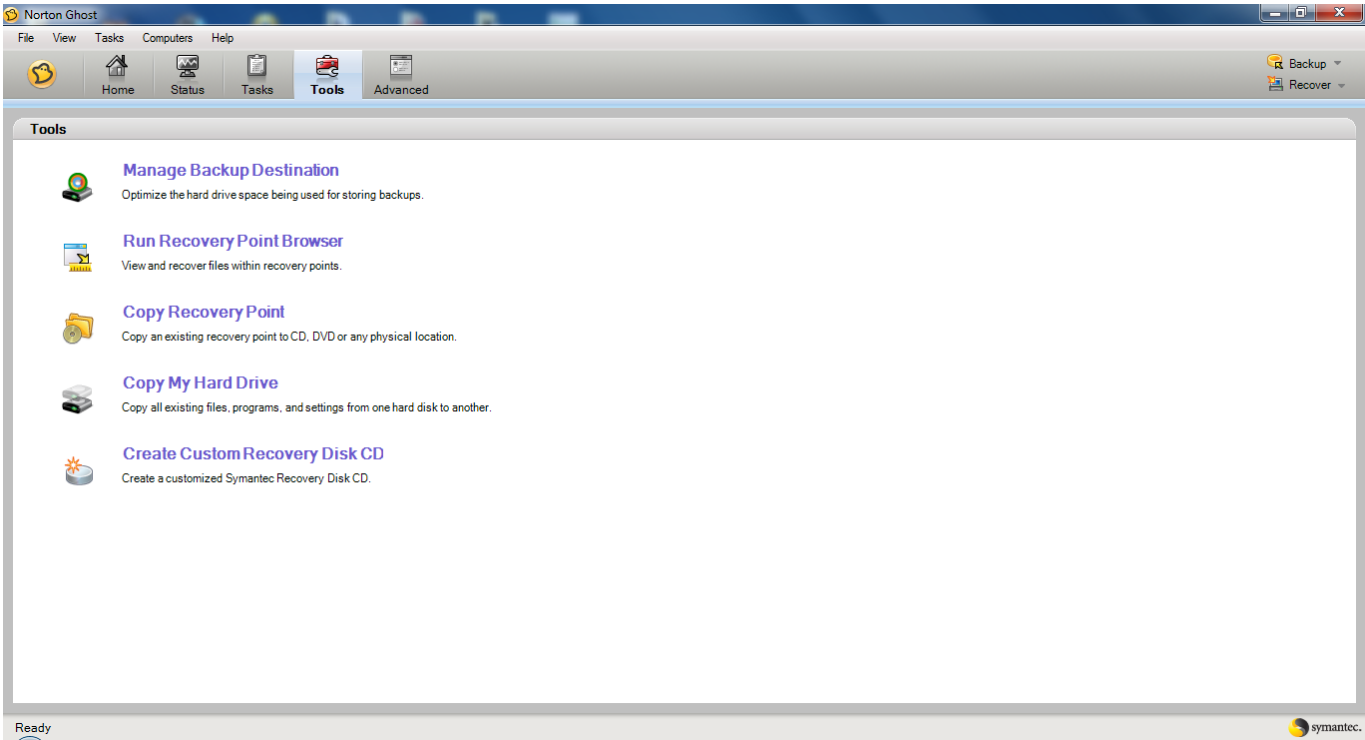 Norton Ghost
File View Tasks Computers Help
Home Status Tasks Tools Advanced
Backup
Recover
Tools
Manage Backup Destination
Optimize the hard drive space being used for storing backups.
Run Recovery Point Browser
View and recover files within recovery points.
Copy Recovery Point
Copy an existing recovery point to CD, DVD or any physical location.
Copy My Hard Drive
Copy all existing files, programs, and settings from one hard disk to another.
Create Custom Recovery Disk CD
Create a customized Symantec Recovery Disk CD.
Ready
symantec.